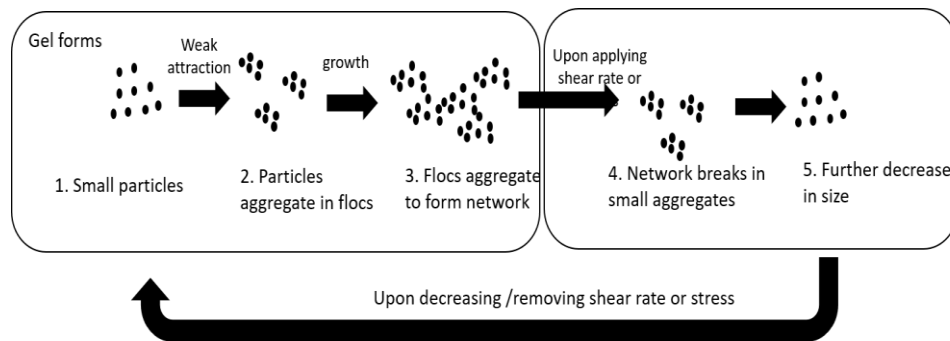 Gel forms
Weak
attraction
growth
Upon applying
shear rate or
1. Small particles
2. Particles
aggregate in flocs
3. Flocs aggregate
to form network
4. Network breaks in
small aggregates
5. Further decrease
in size
Upon decreasing /removing shear rate or stress